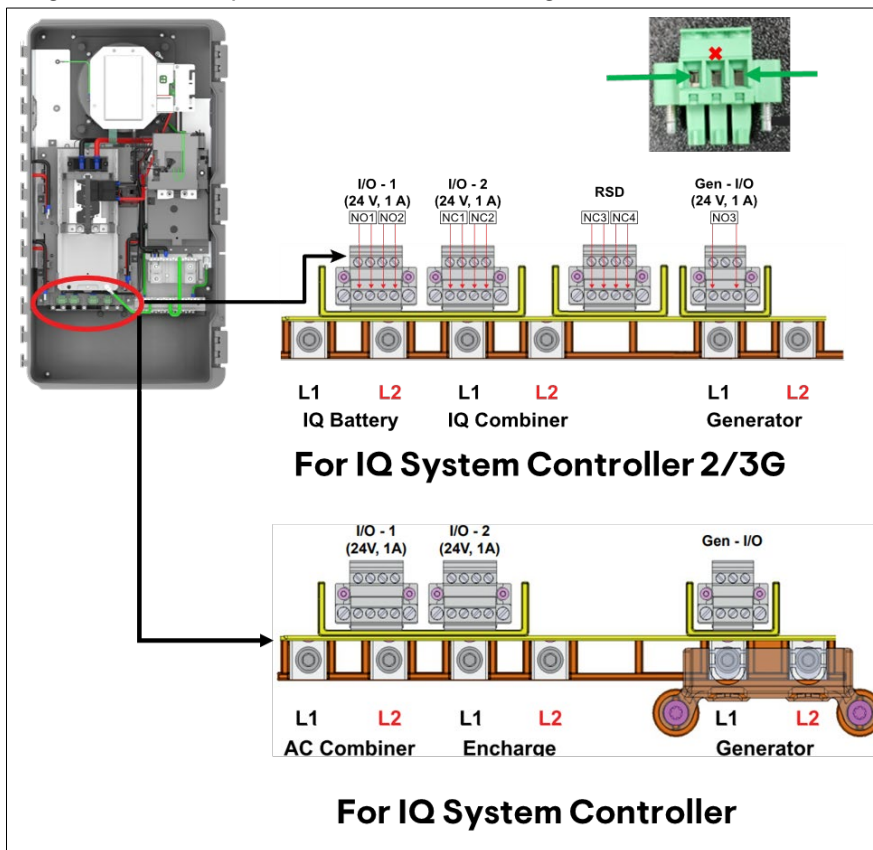 I/O - 1 I/O - 2 RSD Gen - I/O
(24 V, 1 A) (24 V, 1 A) (24 V, 1 A)
NO1 NO2 NC1 NC2 NC3 NC4 NO3
L1 L2 L1 L2 L1 L2
IQ Battery IQ Combiner Generator
For IQ System Controller 2/3G
I/O - 1 I/O - 2 Gen - I/O
(24V, 1A) (24V, 1A)
L1 L2 L1 L2 L1 L2
AC Combiner Encharge Generator
For IQ System Controller